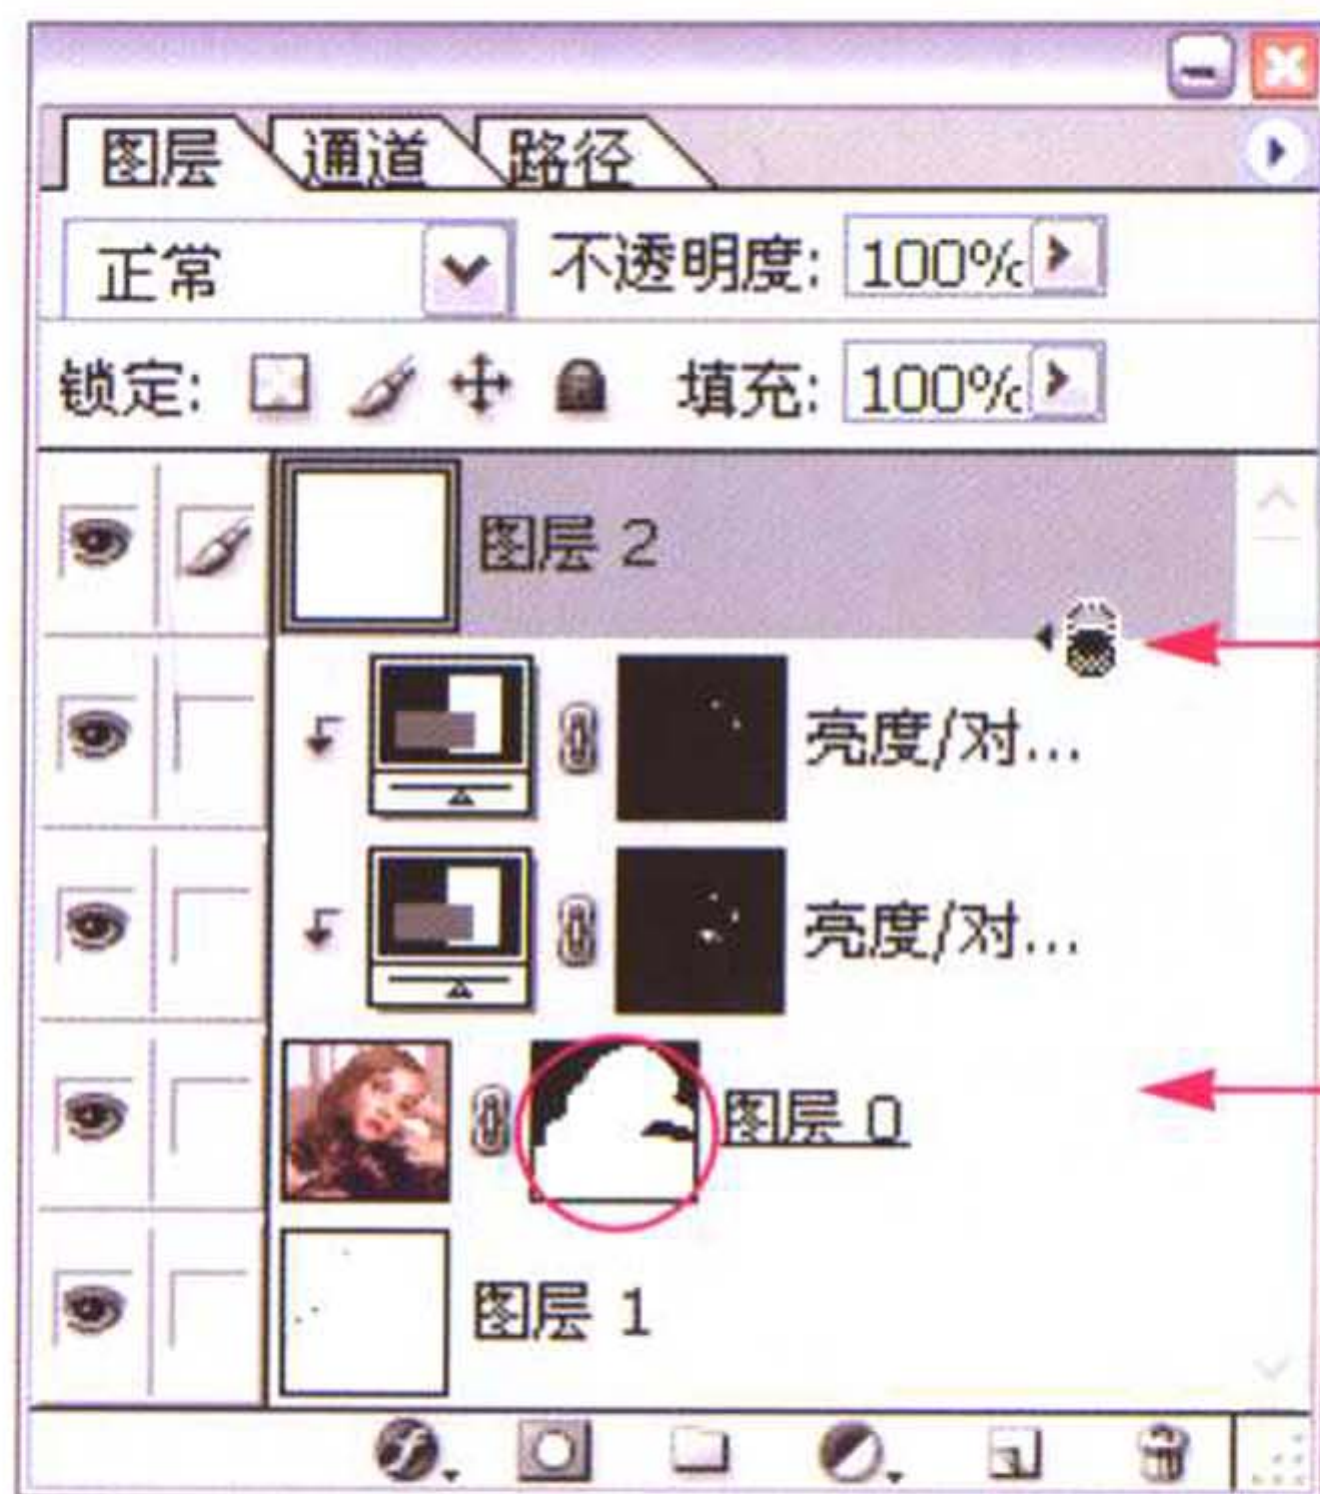 图层 通道 路径
正常 不透明度: 100%
锁定: 填充: 100%
图层 2
亮度/对...
亮度/对...
图层 0
图层 1